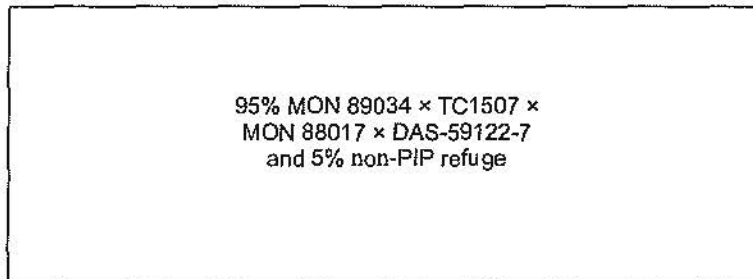 95% MON 89034 × TC1507 ×
MON 88017 × DAS-59122-7
and 5% non-PIP refuge